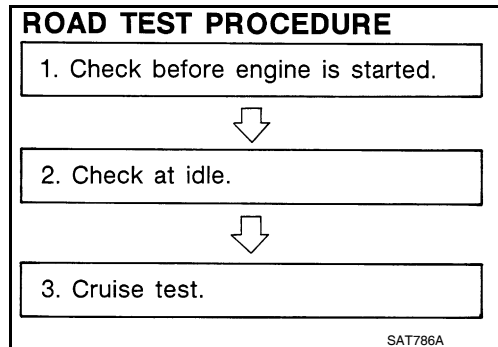 ROAD TEST PROCEDURE
1. Check before engine is started.
2. Check at idle.
3. Cruise test.
SAT786A